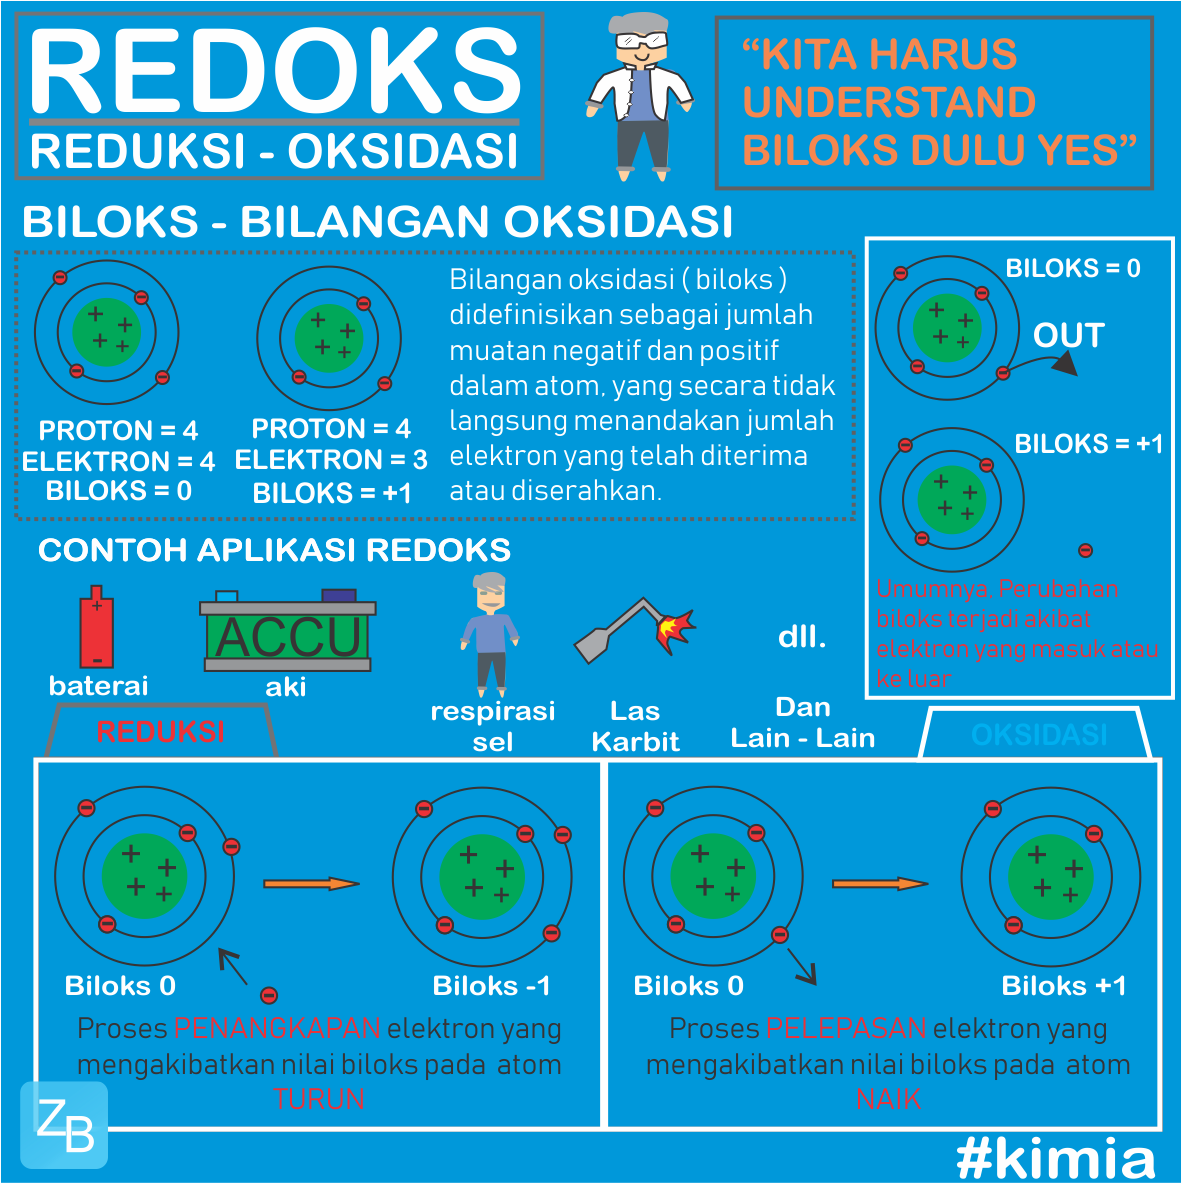 REDOKS
REDUKSI - OKSIDASI
“KITA HARUS
UNDERSTAND
BILOKS DULU YES”
BILOKS - BILANGAN OKSIDASI
PROTON = 4
ELEKTRON = 4
BILOKS = 0
PROTON = 4
ELEKTRON = 3
BILOKS = +1
Bilangan oksidasi ( biloks )
didefinisikan sebagai jumlah
muatan negatif dan positif
dalam atom, yang secara tidak
langsung menandakan jumlah
elektron yang telah diterima
atau diserahkan.
BILOKS = 0
OUT
BILOKS = +1
Umumnya, Perubahan
biloks terjadi akibat
elektron yang masuk atau
ke luar
CONTOH APLIKASI REDOKS
baterai
ACCU
aki
respirasi
sel
Las
Karbit
dll.
Dan
Lain - Lain
REDUKSI
Biloks 0
Biloks -1
Proses PENANGKAPAN elektron yang
mengakibatkan nilai biloks pada atom
TURUN
OKSIDASI
Biloks 0
Biloks +1
Proses PELEPASAN elektron yang
mengakibatkan nilai biloks pada atom
NAIK
ZB
#kimia